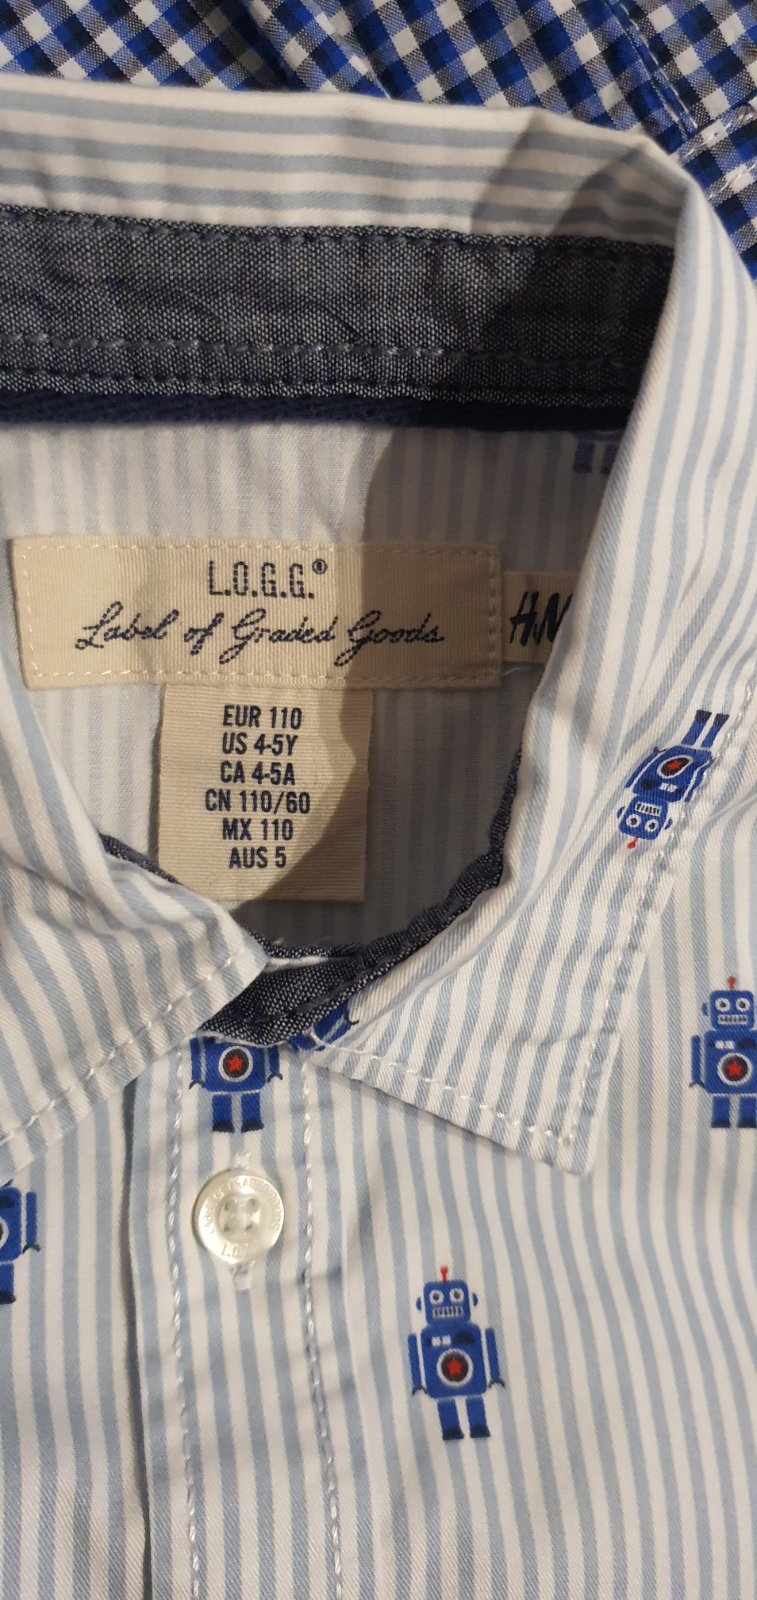 L.O.G.G.®
Label of Graded Goods
EUR 110
US 4-5Y
CA 4-5A
CN 110/60
MX 110
AUS 5